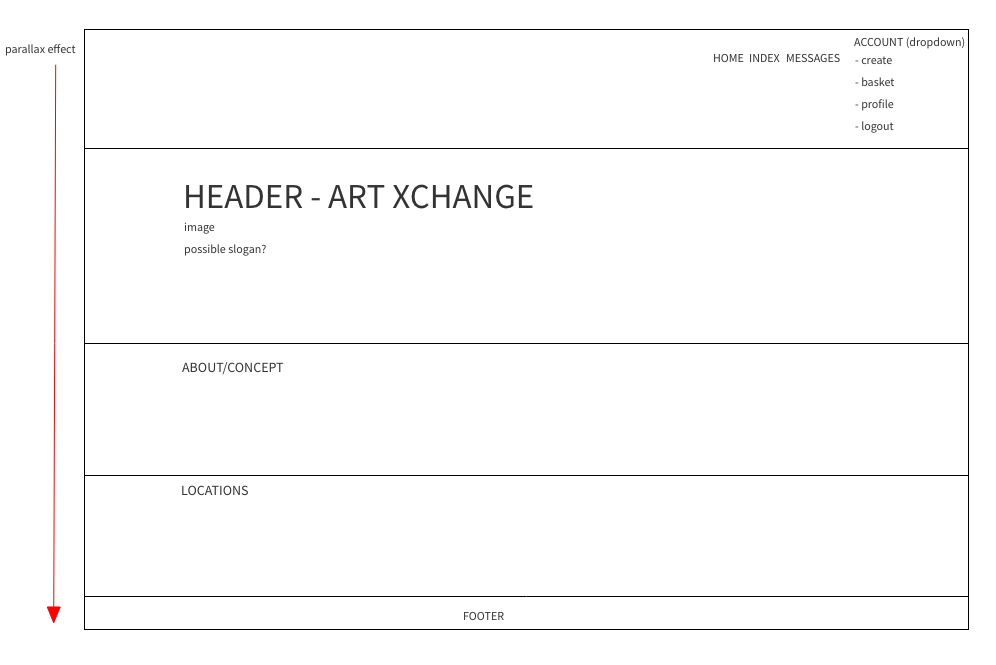 parallax effect
HOME INDEX MESSAGES
ACCOUNT (dropdown)
- create
- basket
- profile
- logout
HEADER - ART XCHANGE
image
possible slogan?
ABOUT/CONCEPT
LOCATIONS
FOOTER